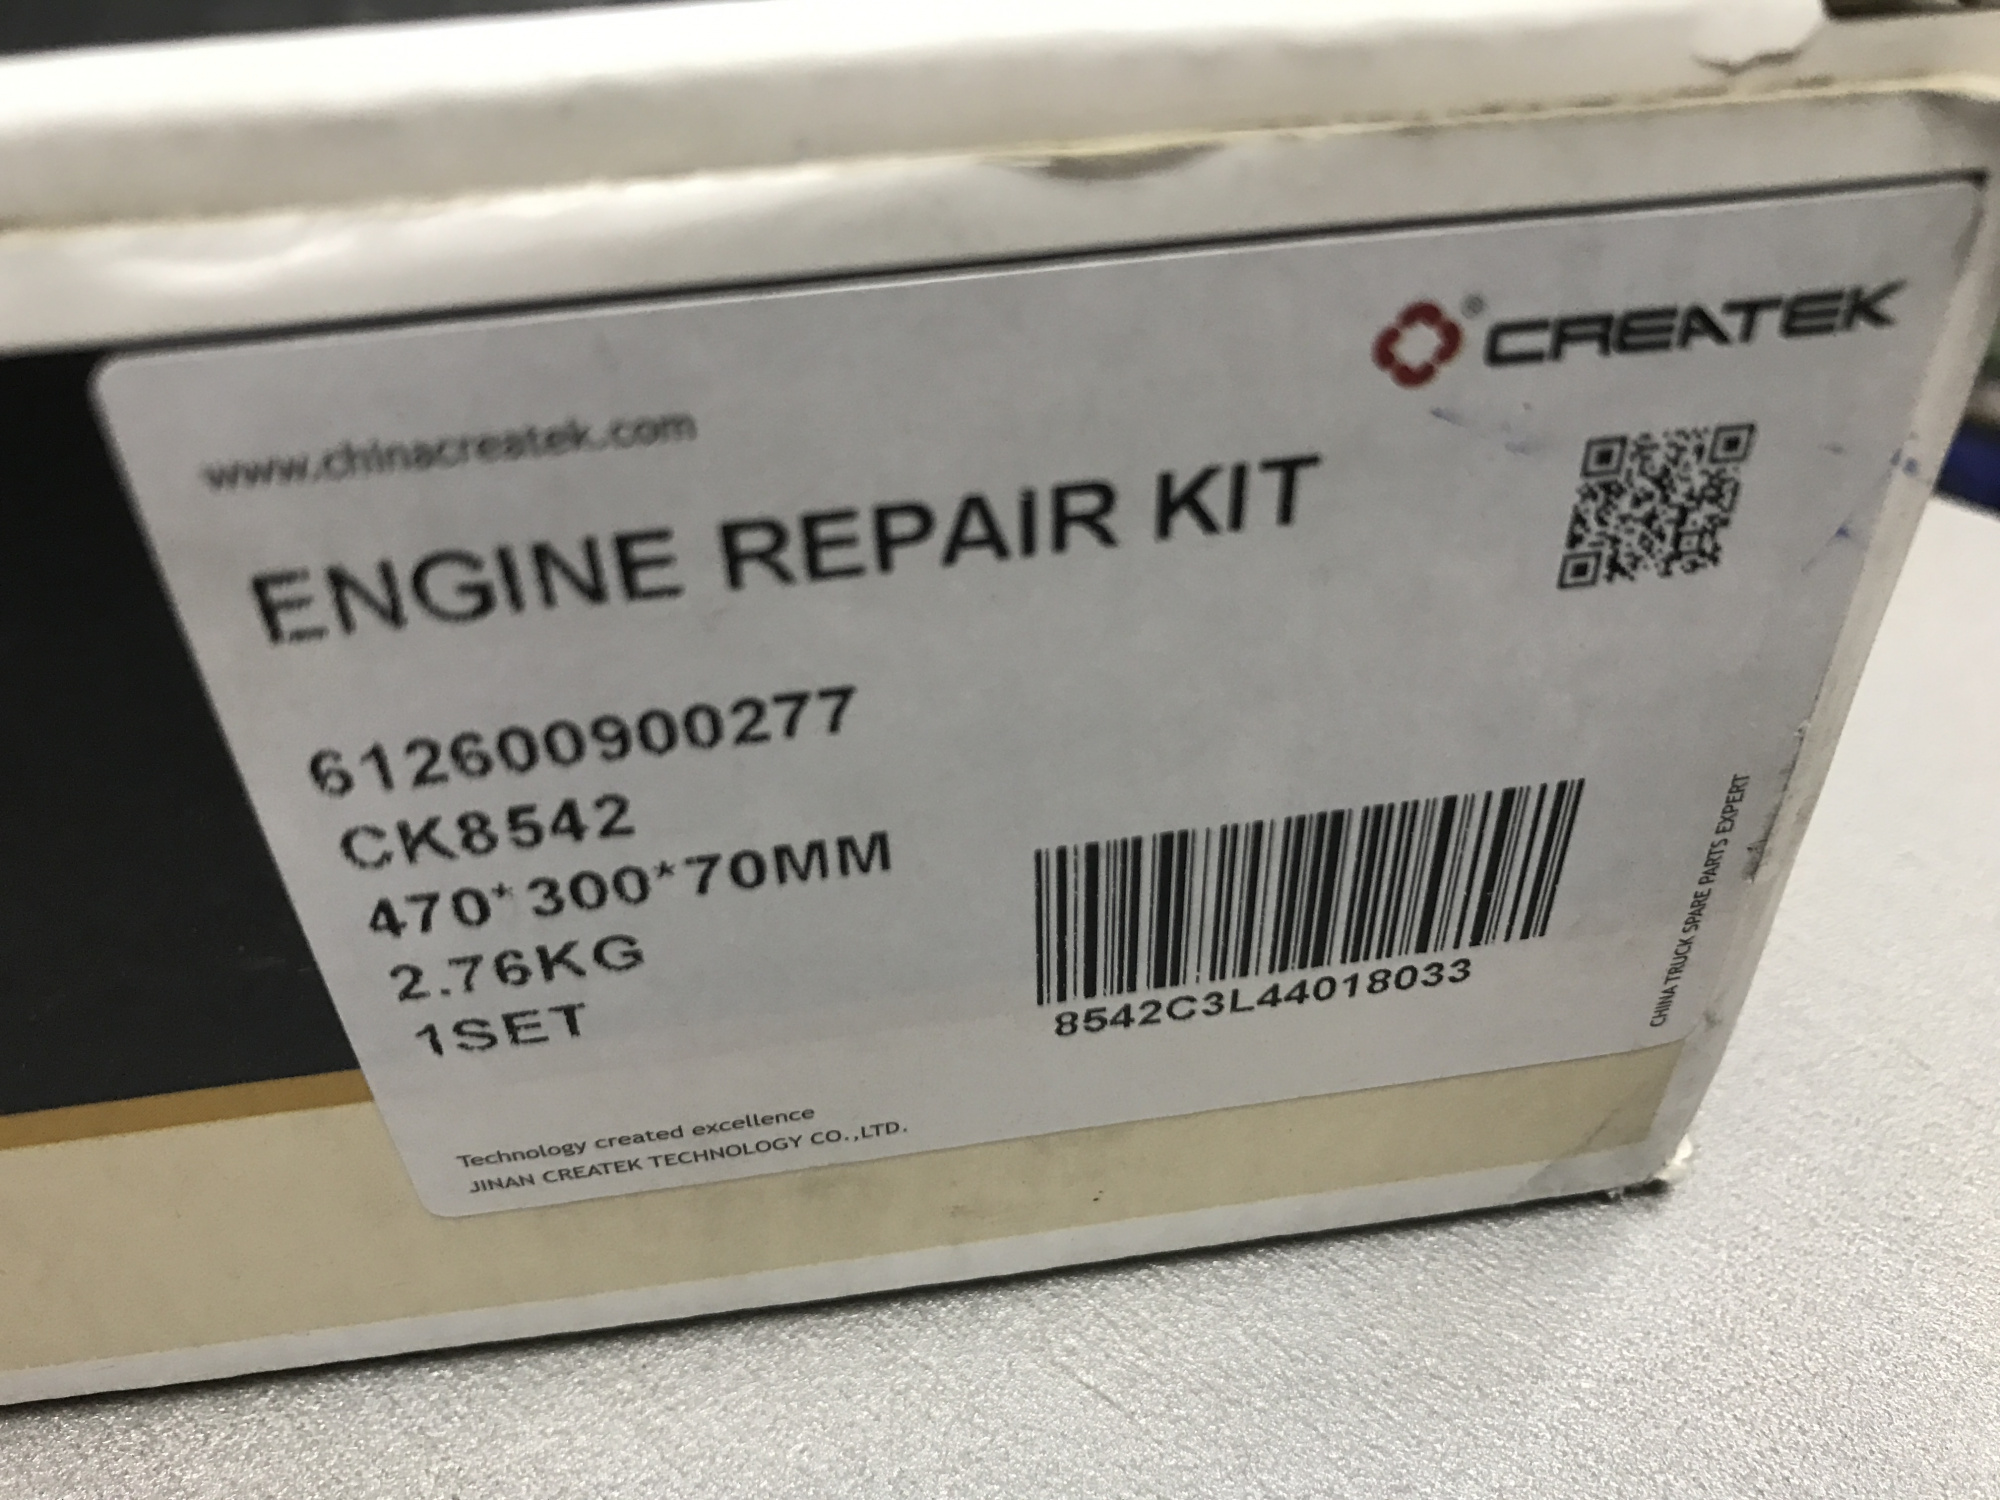 CREATEK
www.chinacreatek.com
ENGINE REPAIR KIT
612600900277
CK8542
470*300*70MM
2.76KG
1SET
8542C3L44018033
CHINA TRUCK SPARE PARTS EXPERT
Technology created excellence
JINAN CREATEK TECHNOLOGY CO.,LTD.